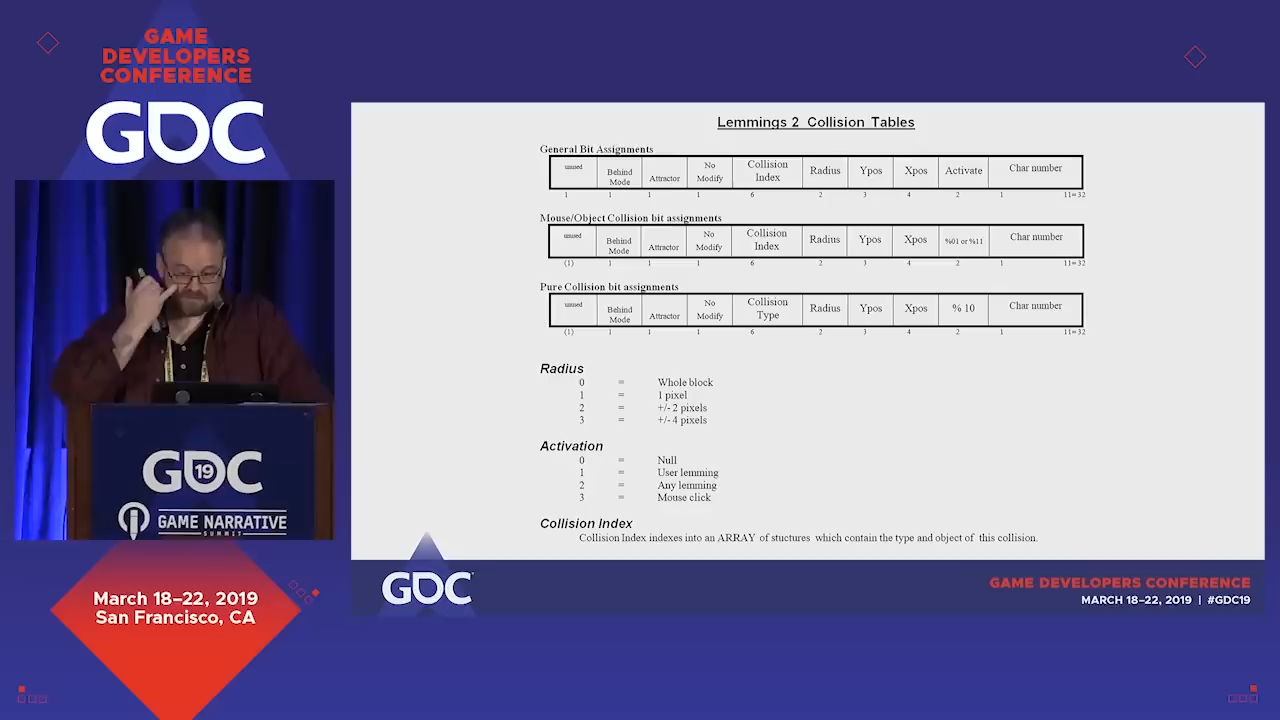 GAME
DEVELOPERS
CONFERENCE
GDC
GDC 19
GAME NARRATIVE
SUMMIT
March 18–22, 2019
San Francisco, CA
Lemmings 2 Collision Tables
General Bit Assignments
unused Behind Mode Attractor No Modify Collision Index Radius Ypos Xpos Activate Char number
1 1 1 1 6 2 3 4 2 1 11=32
Mouse/Object Collision bit assignments
unused Behind Mode Attractor No Modify Collision Index Radius Ypos Xpos %01 or %11 Char number
(1) 1 1 1 6 2 3 4 2 1 11=32
Pure Collision bit assignments
unused Behind Mode Attractor No Modify Collision Type Radius Ypos Xpos % 10 Char number
(1) 1 1 1 6 2 3 4 2 1 11=32
Radius
0 = Whole block
1 = 1 pixel
2 = +/- 2 pixels
3 = +/- 4 pixels
Activation
0 = Null
1 = User lemming
2 = Any lemming
3 = Mouse click
Collision Index
Collision Index indexes into an ARRAY of stuctures which contain the type and object of this collision.
GDC
GAME DEVELOPERS CONFERENCE
MARCH 18–22, 2019 | #GDC19